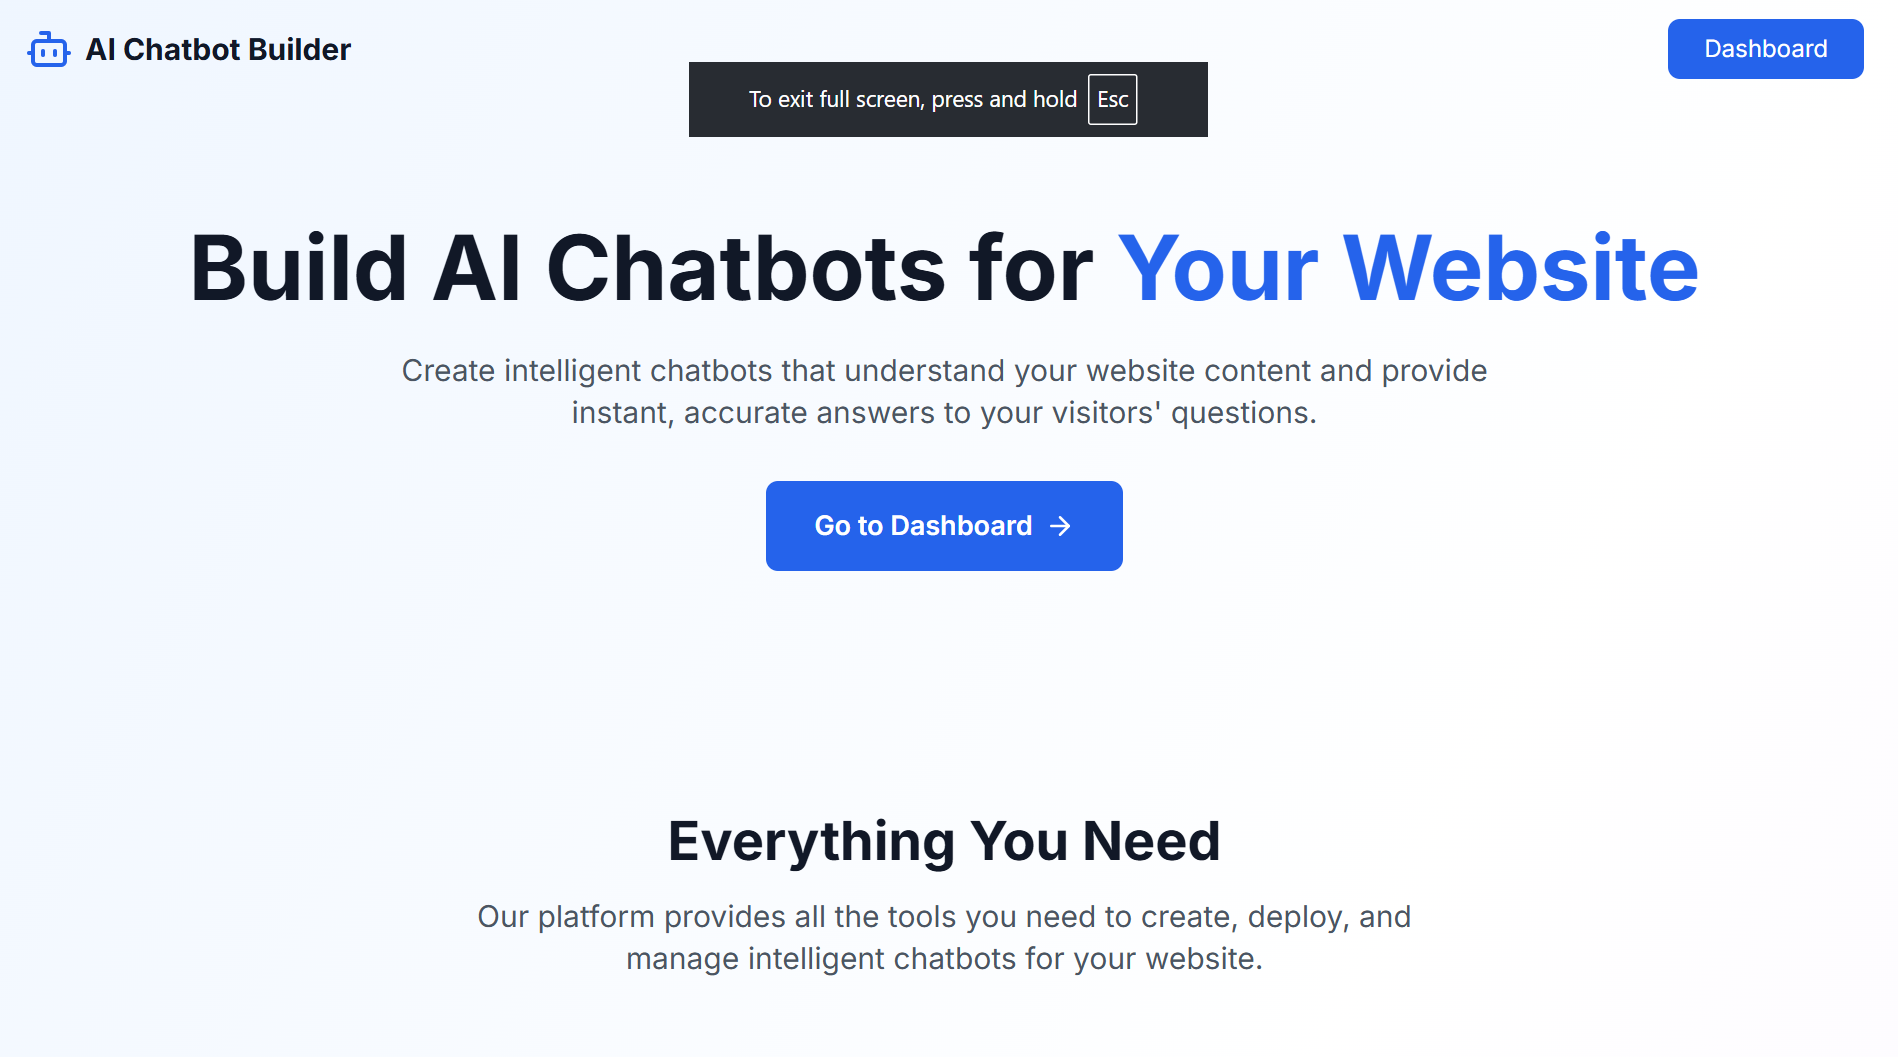 AI Chatbot Builder
Dashboard
To exit full screen, press and hold Esc
Build AI Chatbots for Your Website
Create intelligent chatbots that understand your website content and provide
instant, accurate answers to your visitors' questions.
Go to Dashboard →
Everything You Need
Our platform provides all the tools you need to create, deploy, and
manage intelligent chatbots for your website.